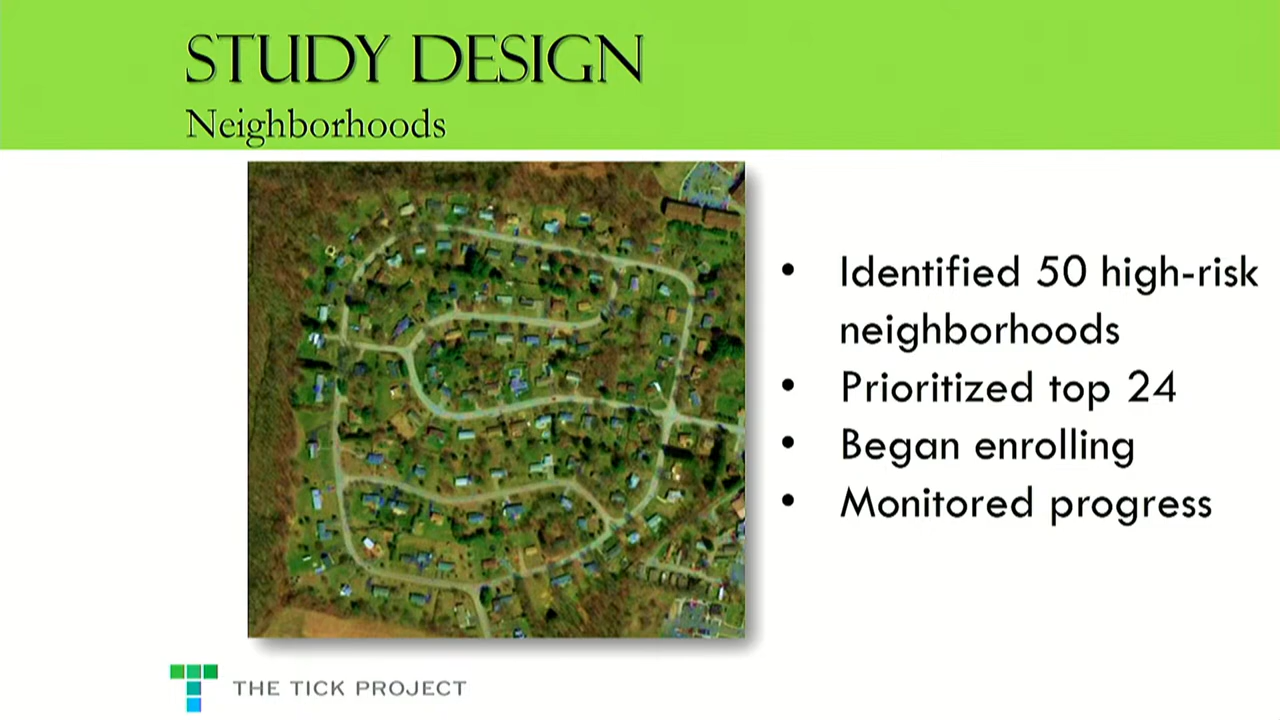 STUDY DESIGN
Neighborhoods
• Identified 50 high-risk
neighborhoods
• Prioritized top 24
• Began enrolling
• Monitored progress
THE TICK PROJECT